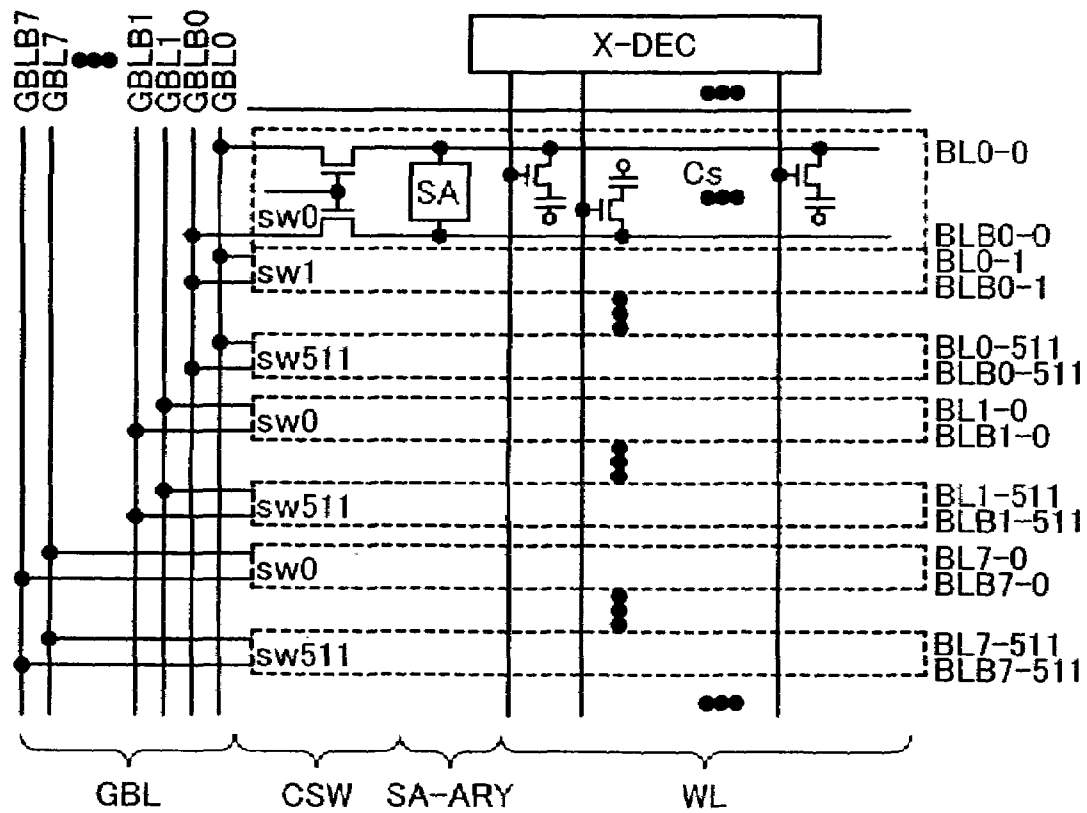 GBLB7
GBL7
GBLB1
GBL1
GBLB0
GBL0
X-DEC
BL0-0
SA
Cs
sw0
BLB0-0
BL0-1
sw1
BLB0-1
BL0-511
sw511
BLB0-511
BL1-0
sw0
BLB1-0
BL1-511
sw511
BLB1-511
BL7-0
sw0
BLB7-0
BL7-511
sw511
BLB7-511
GBL
CSW
SA-ARY
WL